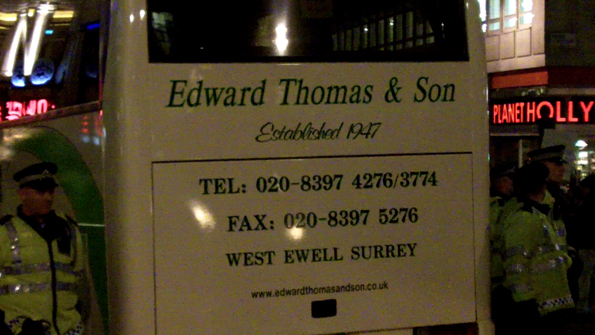 Edward Thomas & Son
Established 1947
TEL: 020-8397 4276/3774
FAX: 020-8397 5276
WEST EWELL SURREY
www.edwardthomasandson.co.uk
PLANET HOLLY